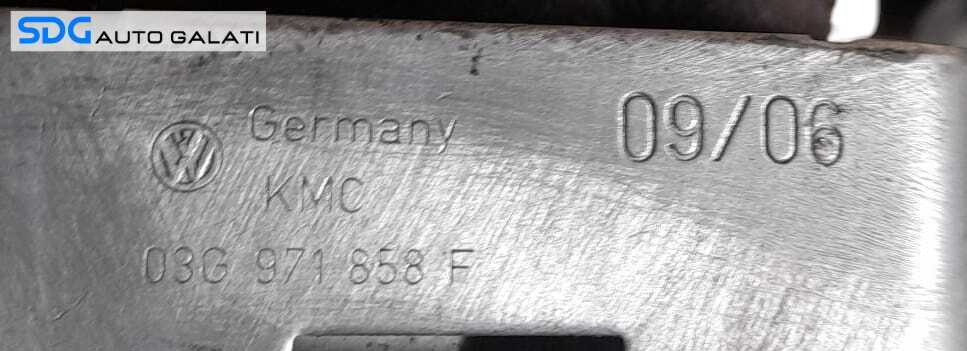 SDG AUTO GALATI
Germany
KMC
03G 971 858 F
09/06